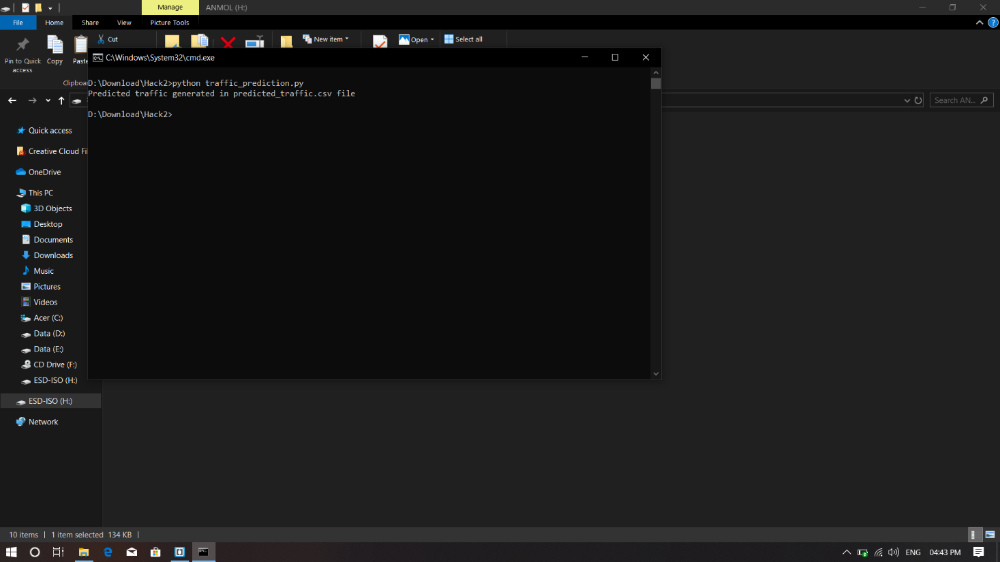 Manage
ANMOL (H:)
File
Home
Share
View
Picture Tools
Pin to Quick
access
Copy
Paste
Cut
New item
Open
Select all
Clipboa
C:\Windows\System32\cmd.exe
D:\Download\Hack2>python traffic_prediction.py
Predicted traffic generated in predicted_traffic.csv file
D:\Download\Hack2>
Search AN...
Quick access
Creative Cloud Fi
OneDrive
This PC
3D Objects
Desktop
Documents
Downloads
Music
Pictures
Videos
Acer (C:)
Data (D:)
Data (E:)
CD Drive (F:)
ESD-ISO (H:)
ESD-ISO (H:)
Network
10 items
1 item selected 134 KB
ENG
04:43 PM